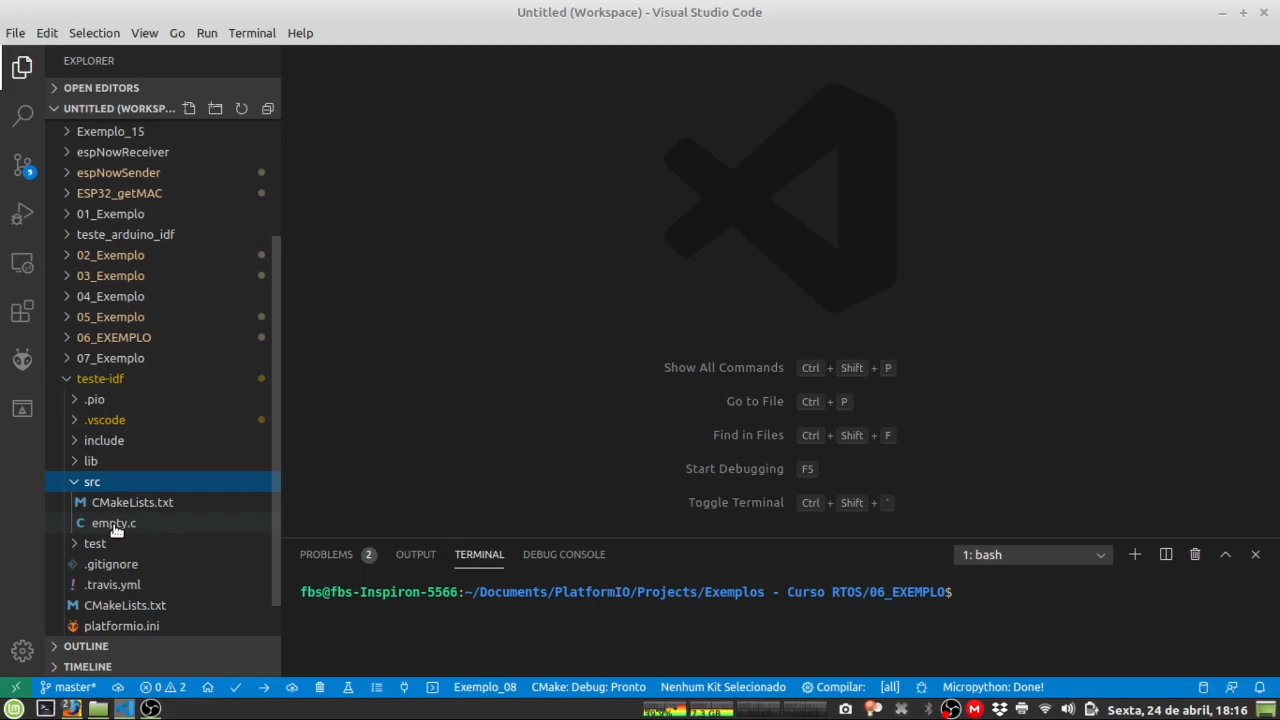 Untitled (Workspace) - Visual Studio Code
File Edit Selection View Go Run Terminal Help
EXPLORER
OPEN EDITORS
UNTITLED (WORKSP...
Exemplo_15
espNowReceiver
espNowSender
ESP32_getMAC
01_Exemplo
teste_arduino_idf
02_Exemplo
03_Exemplo
04_Exemplo
05_Exemplo
06_EXEMPLO
07_Exemplo
teste-idf
.pio
.vscode
include
lib
src
M CMakeLists.txt
C empty.c
test
.gitignore
! .travis.yml
M CMakeLists.txt
platformio.ini
OUTLINE
TIMELINE
9
Show All Commands Ctrl + Shift + P
Go to File Ctrl + P
Find in Files Ctrl + Shift + F
Start Debugging F5
Toggle Terminal Ctrl + Shift + `
PROBLEMS 2 OUTPUT TERMINAL DEBUG CONSOLE 1: bash
fbs@fbs-Inspiron-5566:~/Documents/PlatformIO/Projects/Exemplos - Curso RTOS/06_EXEMPLO$
master* 0 2 Exemplo_08 CMake: Debug: Pronto Nenhum Kit Selecionado Compilar: [all] Micropython: Done!
Sexta, 24 de abril, 18:16